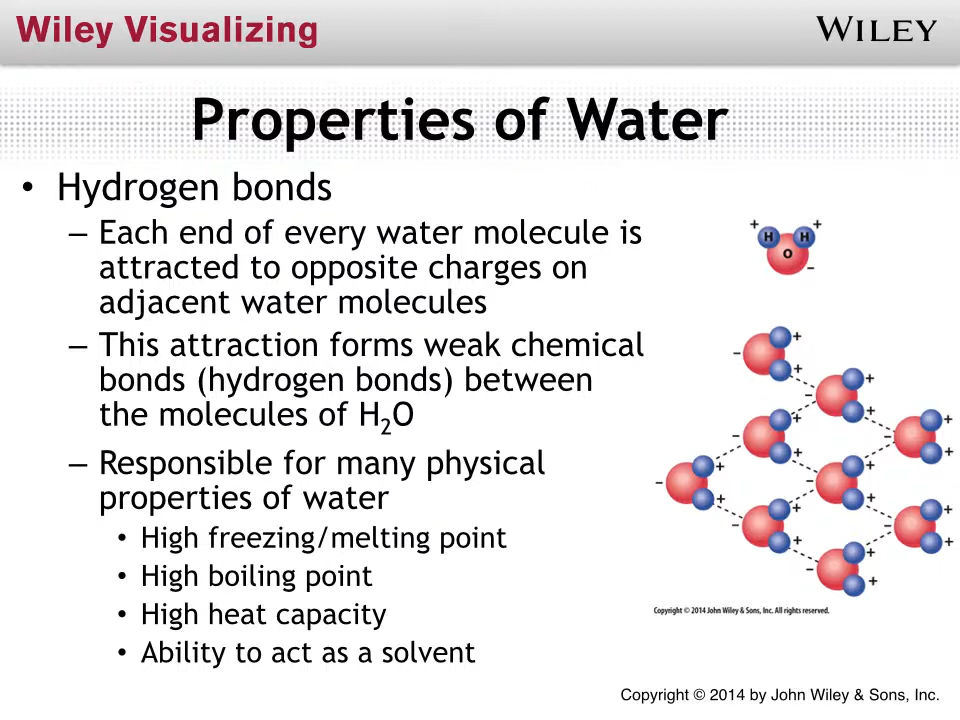 Wiley Visualizing
WILEY
Properties of Water
• Hydrogen bonds
– Each end of every water molecule is
attracted to opposite charges on
adjacent water molecules
– This attraction forms weak chemical
bonds (hydrogen bonds) between
the molecules of H₂O
– Responsible for many physical
properties of water
• High freezing/melting point
• High boiling point
• High heat capacity
• Ability to act as a solvent
+ +
H H
O
–
– +
+
– +
+
– +
+
– +
+
– +
+
– +
+
– +
+
– +
+
– +
+
Copyright © 2014 John Wiley & Sons, Inc. All rights reserved.
Copyright © 2014 by John Wiley & Sons, Inc.